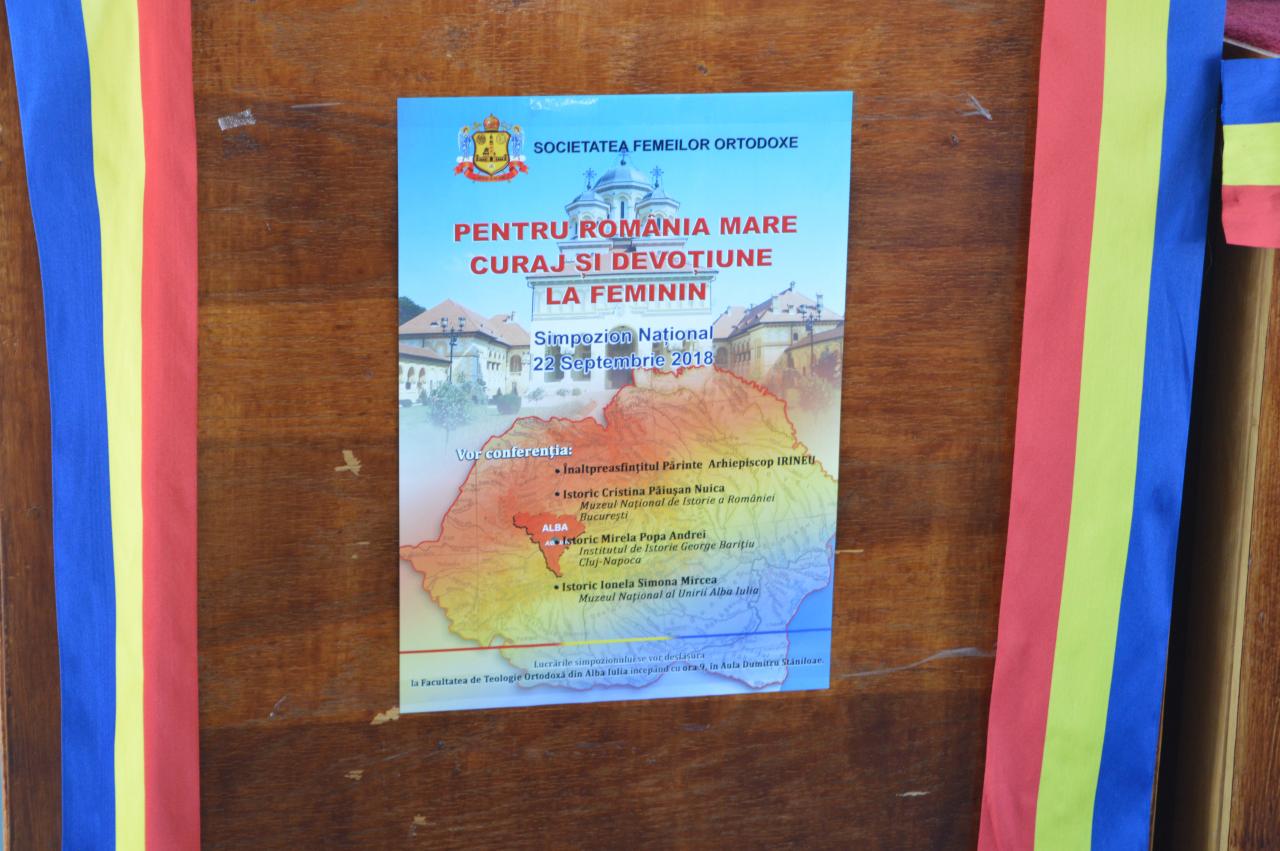 SOCIETATEA FEMEILOR ORTODOXE
PENTRU ROMÂNIA MARE
CURAJ ȘI DEVOȚIUNE
LA FEMININ
Simpozion Național
22 Septembrie 2018
Vor conferenția:
• Înaltpreasfințitul Părinte Arhiepiscop IRINEU
• Istoric Cristina Păiușan Nuica
Muzeul Național de Istorie a României
București
ALBA
• Istoric Mirela Popa Andrei
Institutul de Istorie George Barițiu
Cluj-Napoca
• Istoric Ionela Simona Mircea
Muzeul Național al Unirii Alba Iulia
Lucrările simpozionului se vor desfășura
la Facultatea de Teologie Ortodoxă din Alba Iulia începând cu ora 9, în Aula Dumitru Stăniloae.